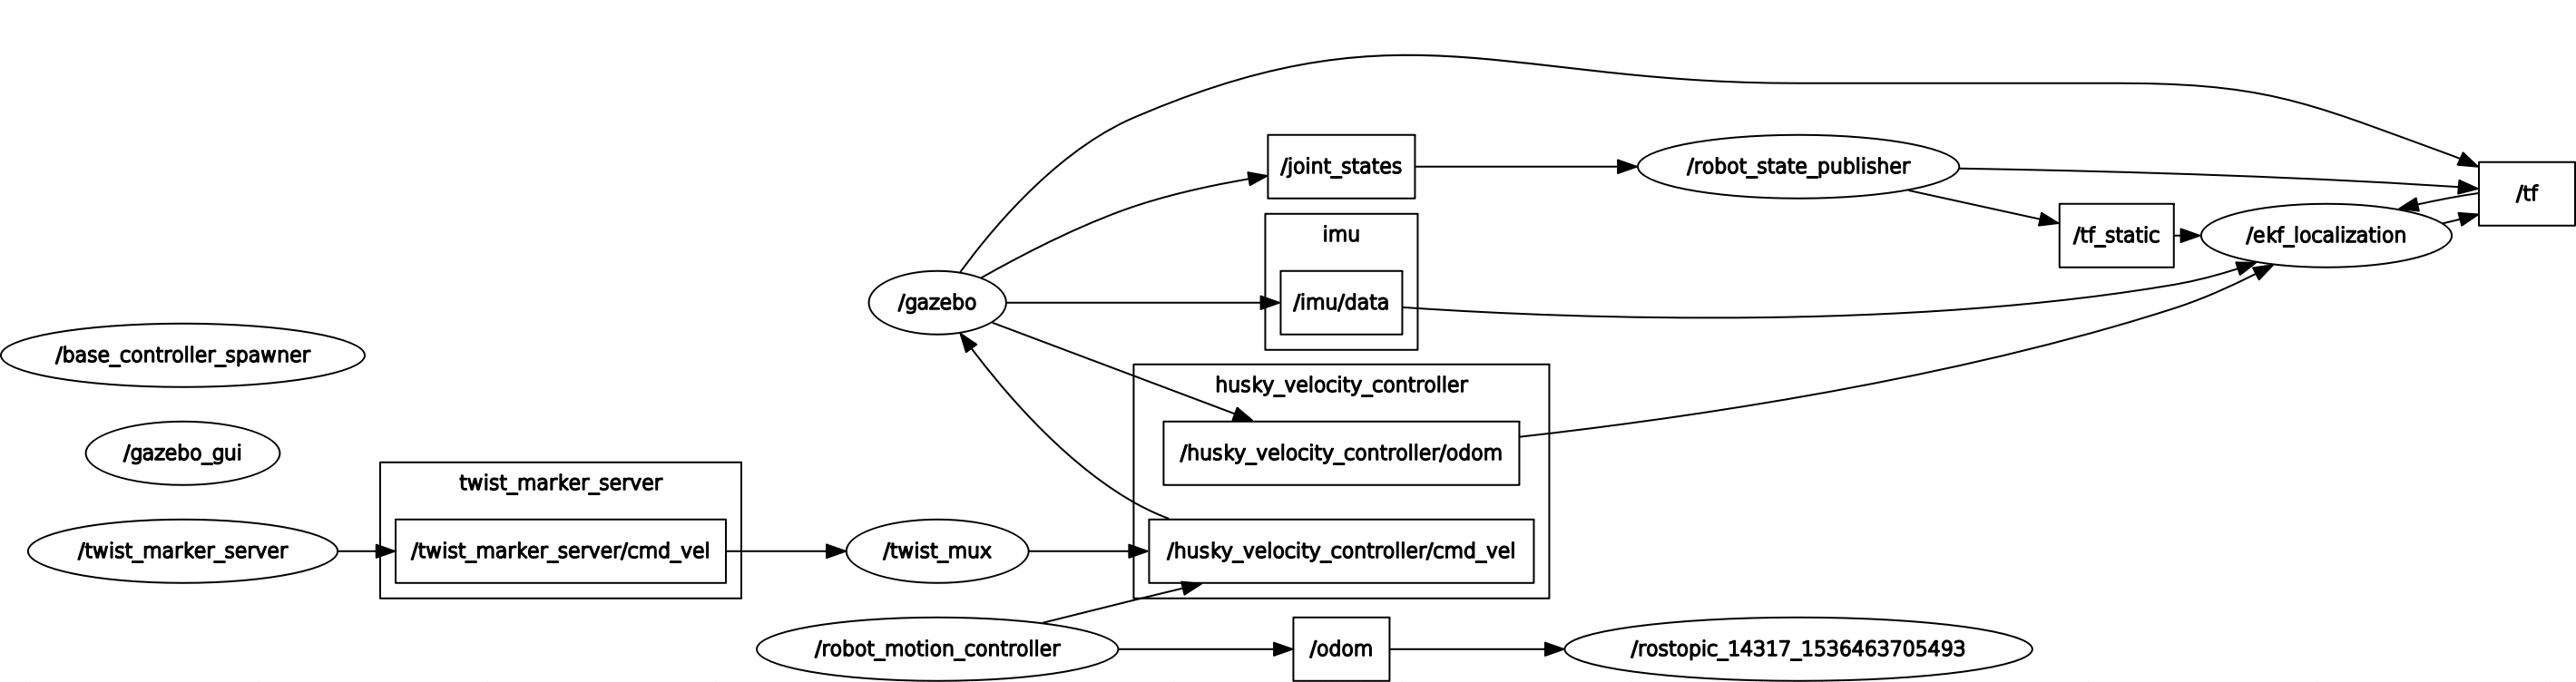 /joint_states
/robot_state_publisher
/tf
imu
/tf_static
/ekf_localization
/gazebo
/imu/data
/base_controller_spawner
husky_velocity_controller
/gazebo_gui
/husky_velocity_controller/odom
twist_marker_server
/twist_marker_server
/twist_marker_server/cmd_vel
/twist_mux
/husky_velocity_controller/cmd_vel
/robot_motion_controller
/odom
/rostopic_14317_1536463705493